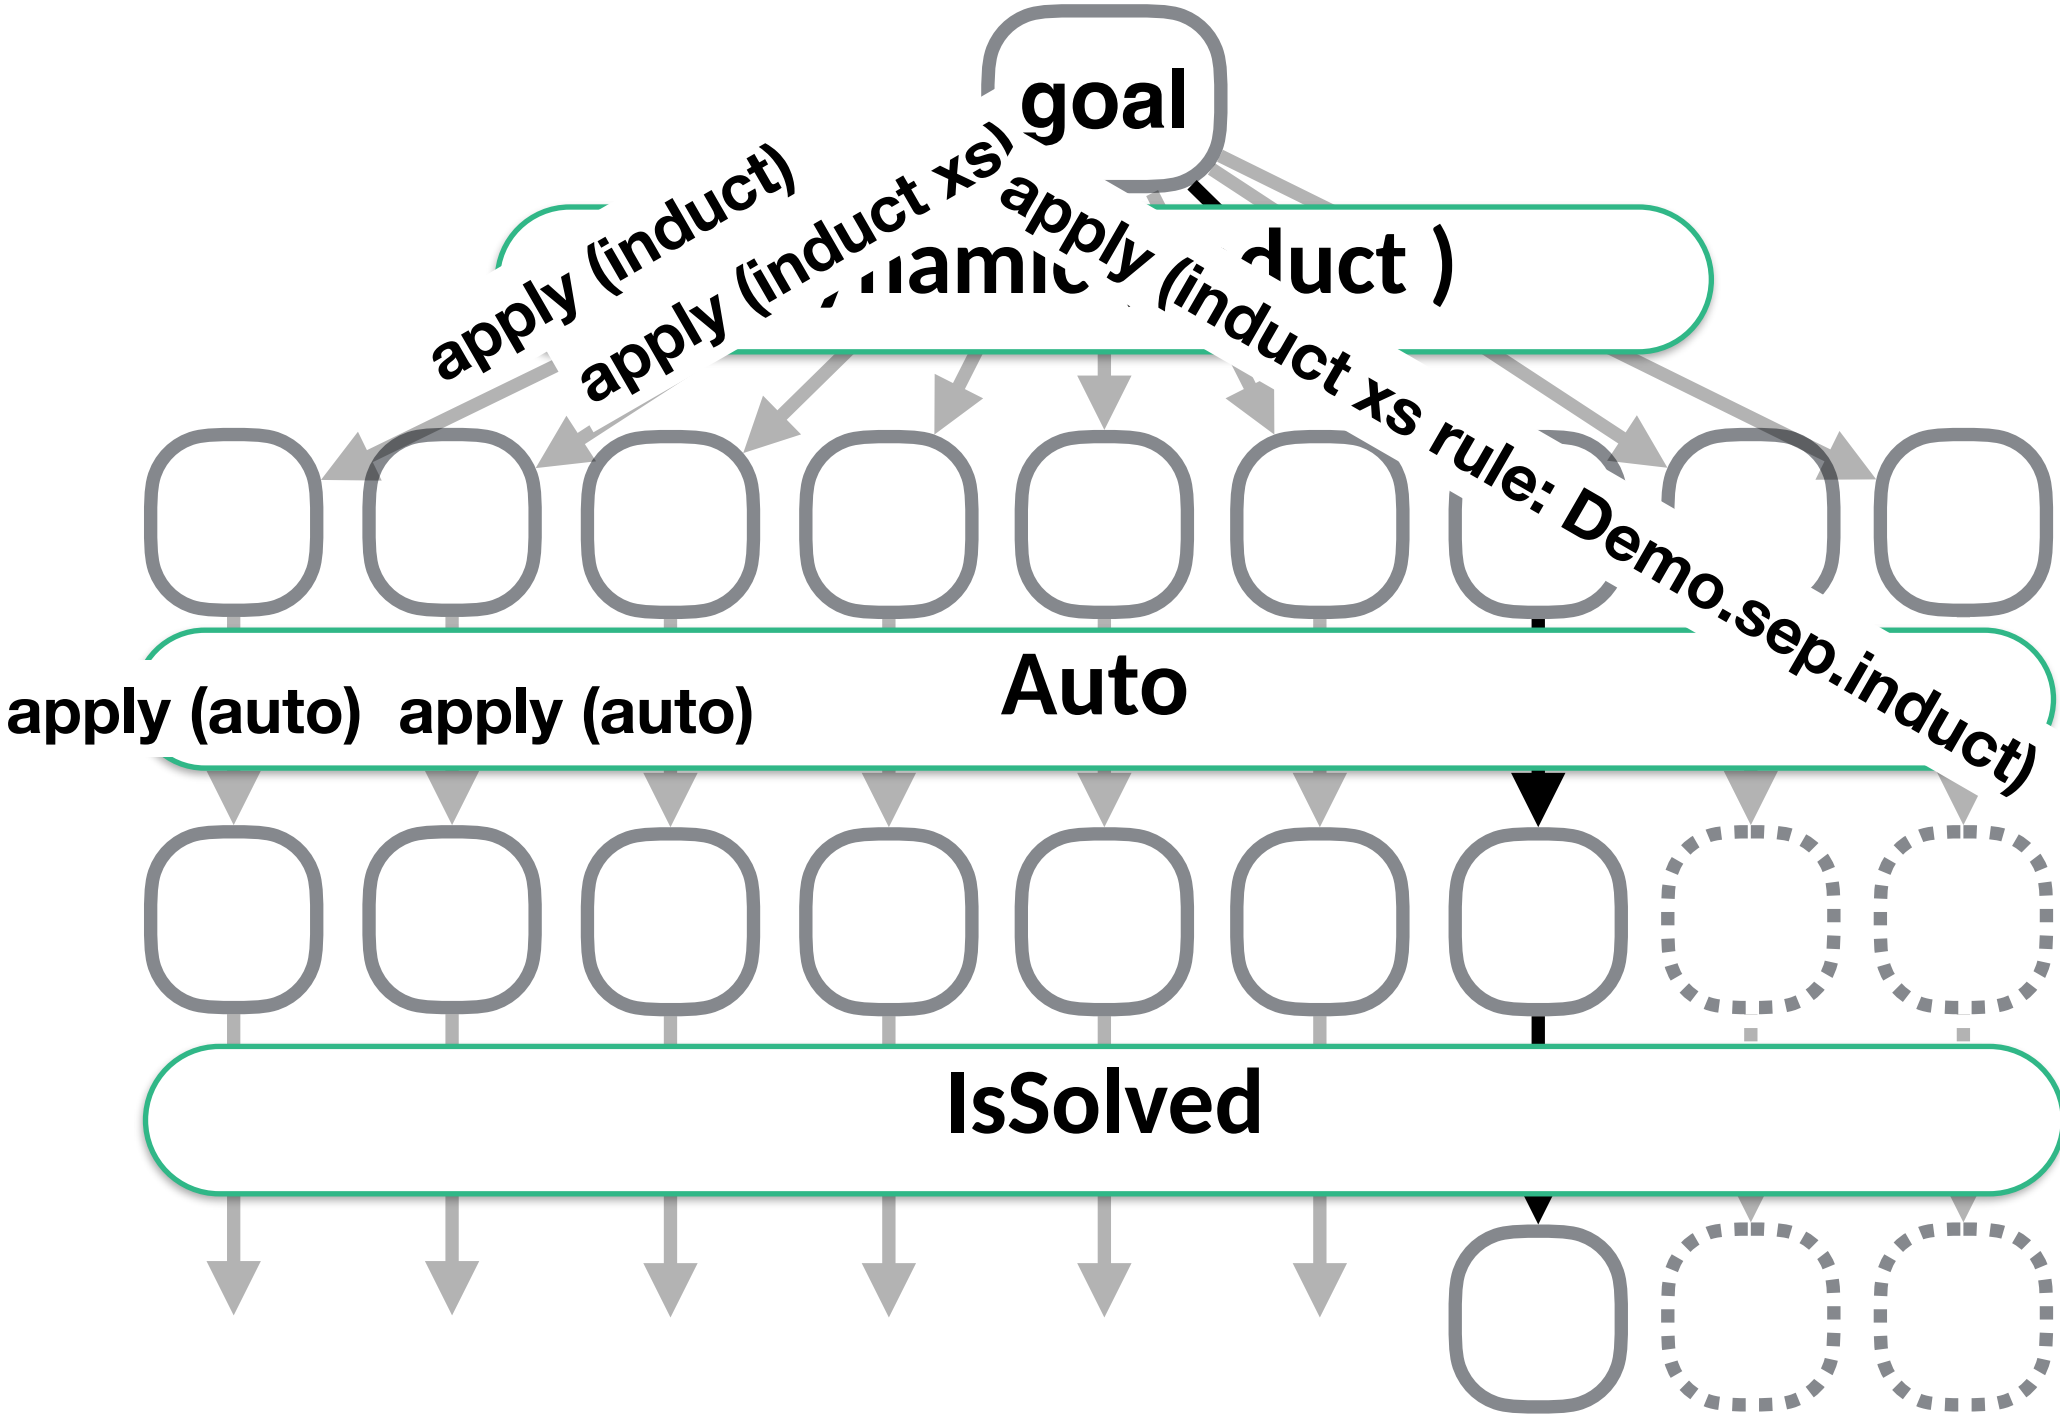 goal
apply (induct)
apply (induct xs)
apply (induct xs rule: Demo.sep.induct)
)
Auto
apply (auto)
apply (auto)
IsSolved